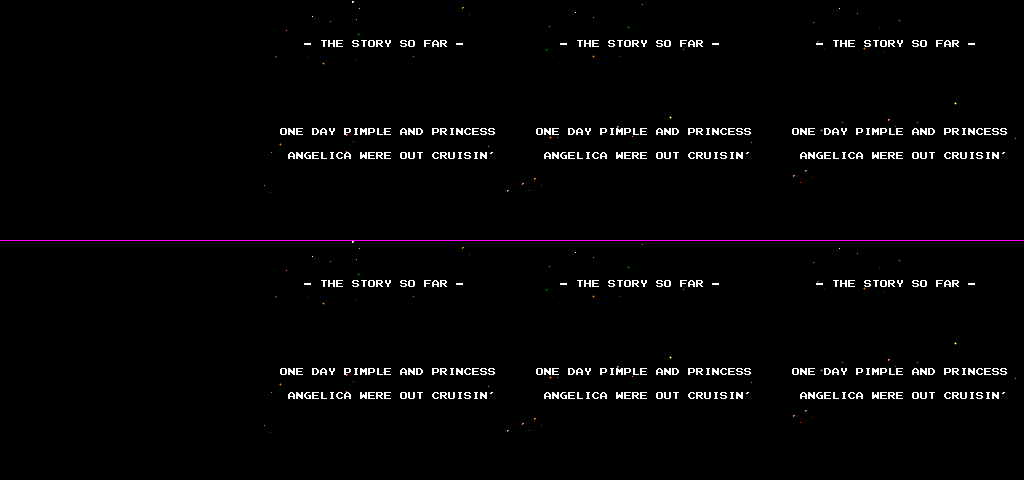 – THE STORY SO FAR – – THE STORY SO FAR – – THE STORY SO FAR –
ONE DAY PIMPLE AND PRINCESS ONE DAY PIMPLE AND PRINCESS ONE DAY PIMPLE AND PRINCESS
ANGELICA WERE OUT CRUISIN' ANGELICA WERE OUT CRUISIN' ANGELICA WERE OUT CRUISIN'
– THE STORY SO FAR – – THE STORY SO FAR – – THE STORY SO FAR –
ONE DAY PIMPLE AND PRINCESS ONE DAY PIMPLE AND PRINCESS ONE DAY PIMPLE AND PRINCESS
ANGELICA WERE OUT CRUISIN' ANGELICA WERE OUT CRUISIN' ANGELICA WERE OUT CRUISIN'